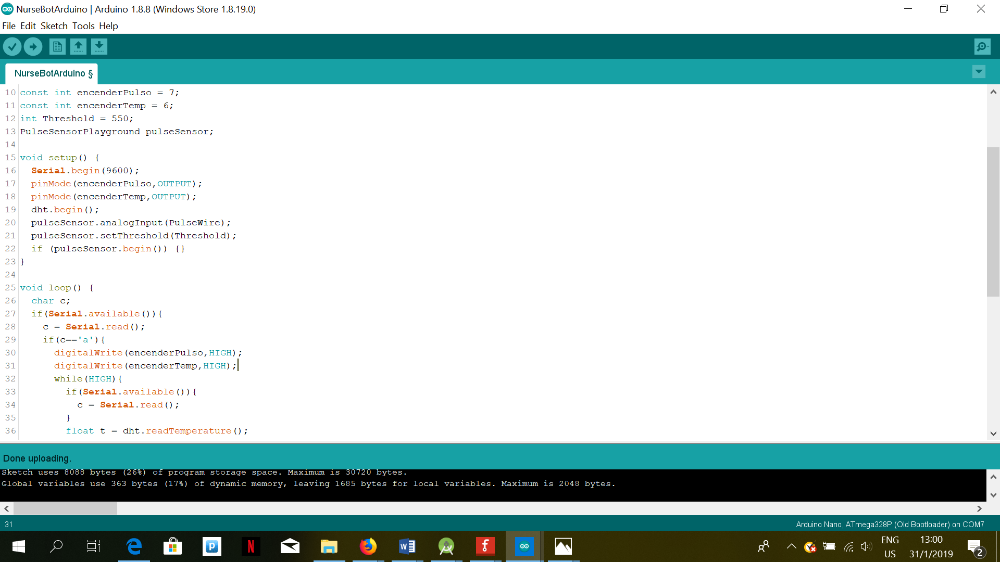 NurseBotArduino | Arduino 1.8.8 (Windows Store 1.8.19.0)
File Edit Sketch Tools Help
NurseBotArduino §
10 const int encenderPulso = 7;
11 const int encenderTemp = 6;
12 int Threshold = 550;
13 PulseSensorPlayground pulseSensor;
14
15 void setup() {
16   Serial.begin(9600);
17   pinMode(encenderPulso,OUTPUT);
18   pinMode(encenderTemp,OUTPUT);
19   dht.begin();
20   pulseSensor.analogInput(PulseWire);
21   pulseSensor.setThreshold(Threshold);
22   if (pulseSensor.begin()) {}
23 }
24
25 void loop() {
26   char c;
27   if(Serial.available()){
28     c = Serial.read();
29     if(c=='a'){
30       digitalWrite(encenderPulso,HIGH);
31       digitalWrite(encenderTemp,HIGH);
32       while(HIGH){
33         if(Serial.available()){
34           c = Serial.read();
35         }
36         float t = dht.readTemperature();
Done uploading.
Sketch uses 8088 bytes (26%) of program storage space. Maximum is 30720 bytes.
Global variables use 363 bytes (17%) of dynamic memory, leaving 1685 bytes for local variables. Maximum is 2048 bytes.
31
Arduino Nano, ATmega328P (Old Bootloader) on COM7
ENG
US
13:00
31/1/2019
2